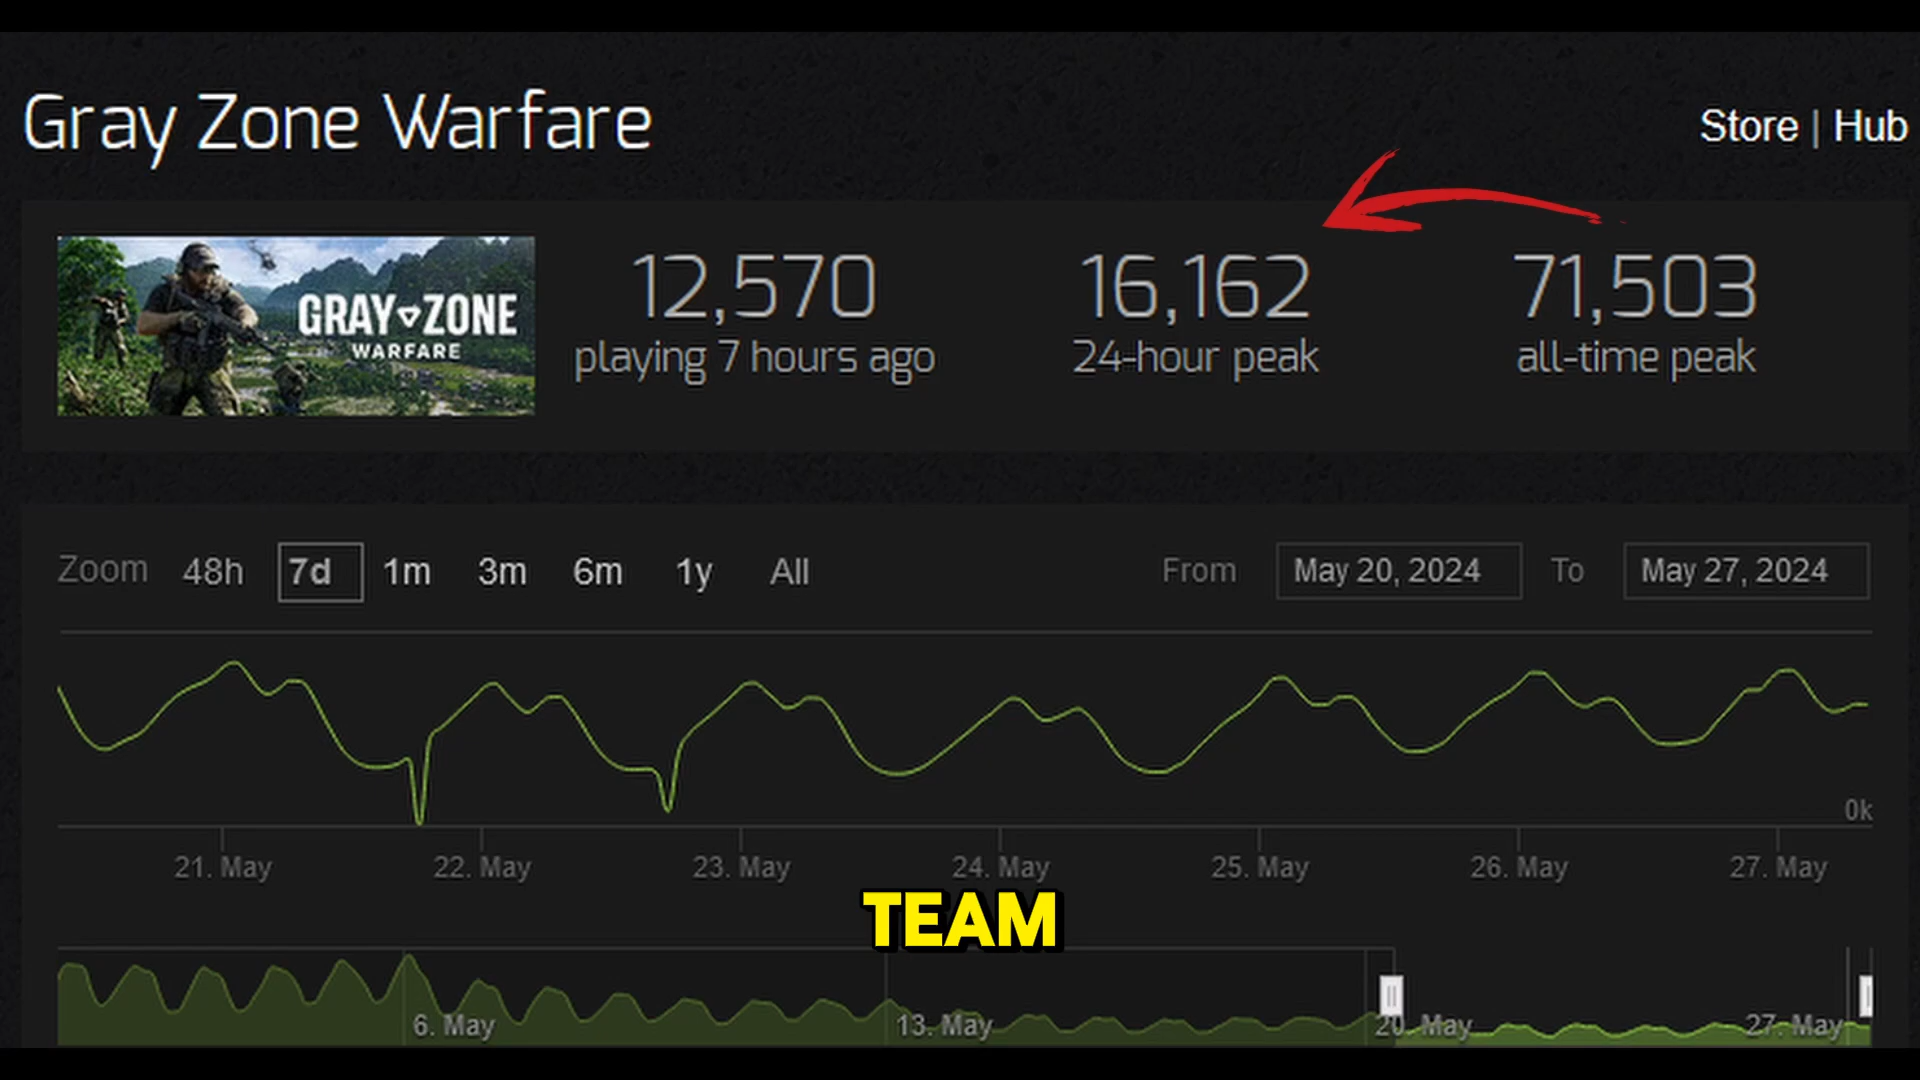 Gray Zone Warfare
Store | Hub
GRAY ZONE
WARFARE
12,570
playing 7 hours ago
16,162
24-hour peak
71,503
all-time peak
Zoom 48h 7d 1m 3m 6m 1y All
From May 20, 2024 To May 27, 2024
0k
21. May 22. May 23. May 24. May 25. May 26. May 27. May
TEAM
6. May 13. May 20. May 27. May